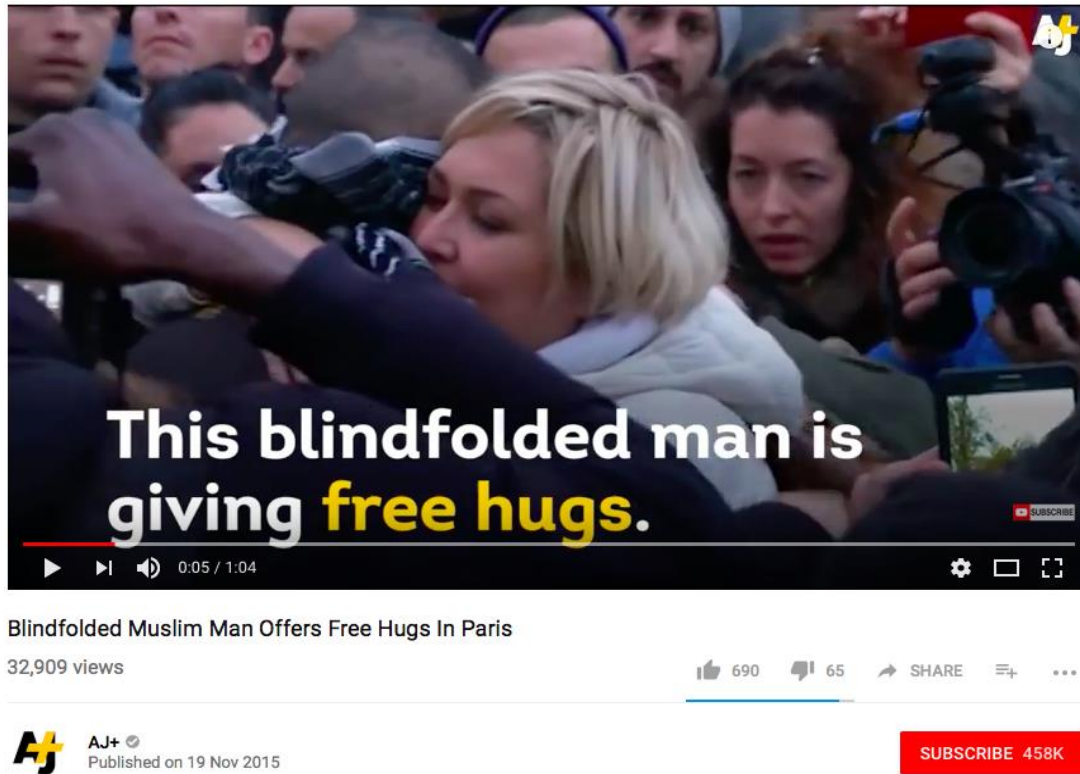 AJ+
This blindfolded man is
giving free hugs.
SUBSCRIBE
0:05 / 1:04
Blindfolded Muslim Man Offers Free Hugs In Paris
32,909 views
690 65 SHARE
AJ+
AJ+
Published on 19 Nov 2015
SUBSCRIBE 458K